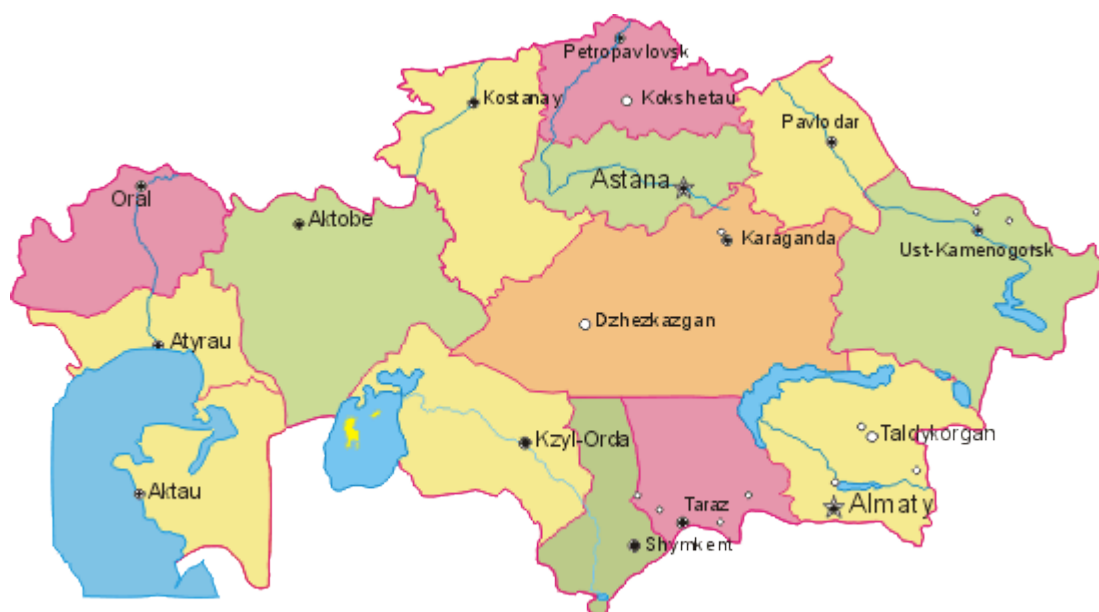 Petropavlovsk
Kostanay
Kokshetau
Pavlodar
Astana
Oral
Aktobe
Karaganda
Ust-Kamenogorsk
Dzhezkazgan
Atyrau
Kzyl-Orda
Taldykorgan
Aktau
Taraz
Almaty
Shymkent